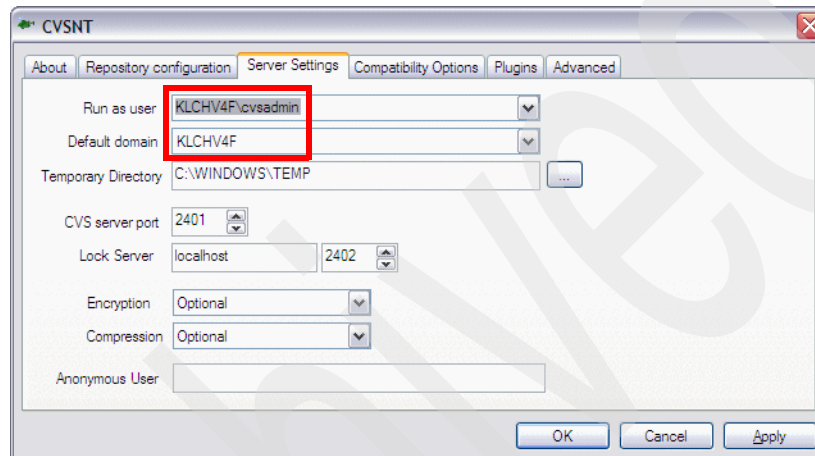 CVSNT
About Repository configuration Server Settings Compatibility Options Plugins Advanced
Run as user KLCHV4F\cvsadmin
Default domain KLCHV4F
Temporary Directory C:\WINDOWS\TEMP ...
CVS server port 2401
Lock Server localhost 2402
Encryption Optional
Compression Optional
Anonymous User
OK Cancel Apply